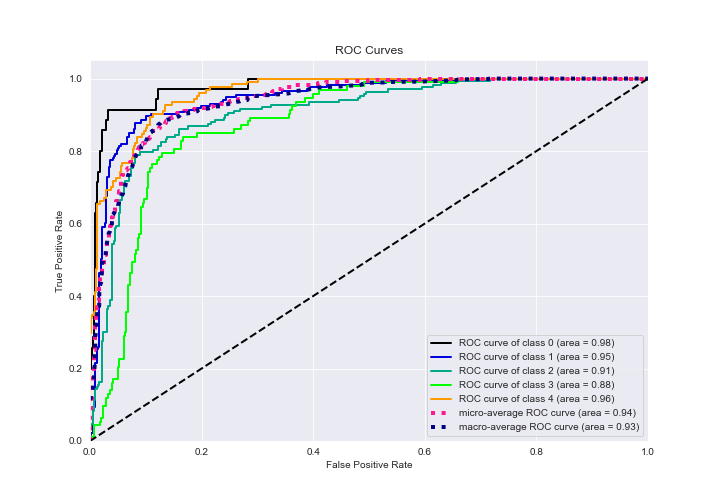 ROC Curves
True Positive Rate
1.0
0.8
0.6
0.4
0.2
0.0
ROC curve of class 0 (area = 0.98)
ROC curve of class 1 (area = 0.95)
ROC curve of class 2 (area = 0.91)
ROC curve of class 3 (area = 0.88)
ROC curve of class 4 (area = 0.96)
micro-average ROC curve (area = 0.94)
macro-average ROC curve (area = 0.93)
0.0 0.2 0.4 0.6 0.8 1.0
False Positive Rate